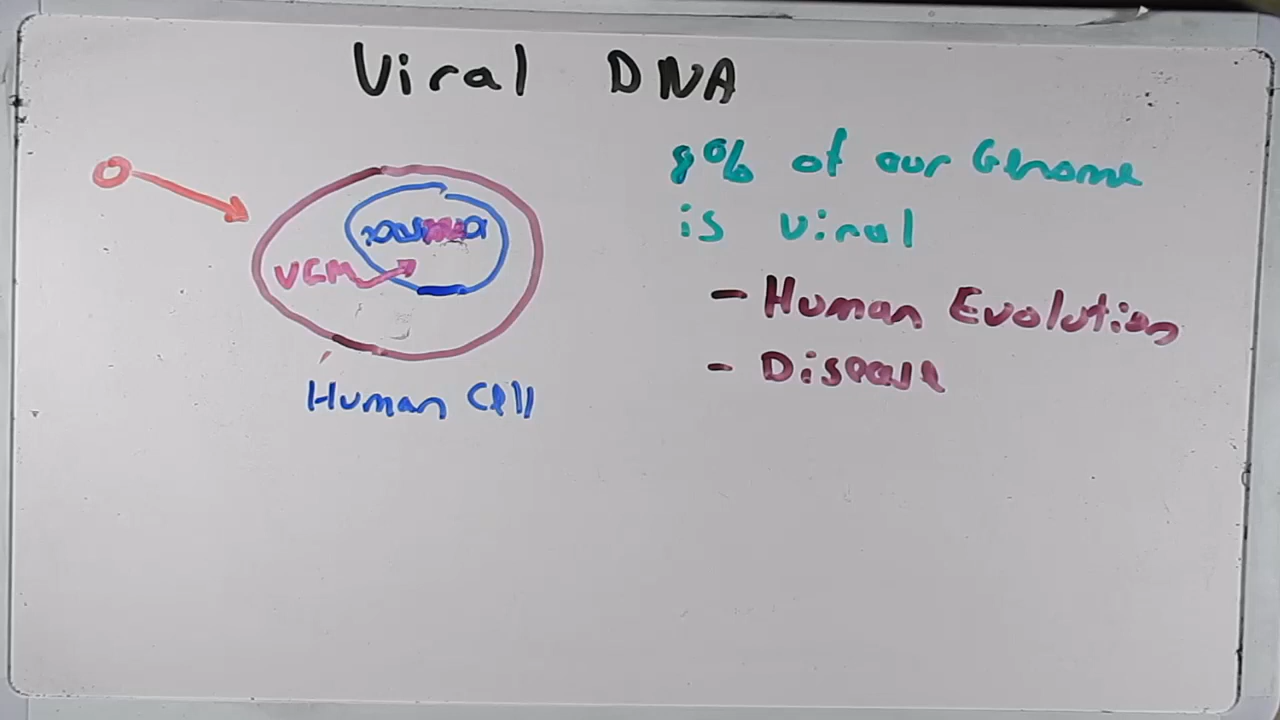 Viral DNA
8% of our Genome
is viral
- Human Evolution
- Disease
VGM
Human Cell